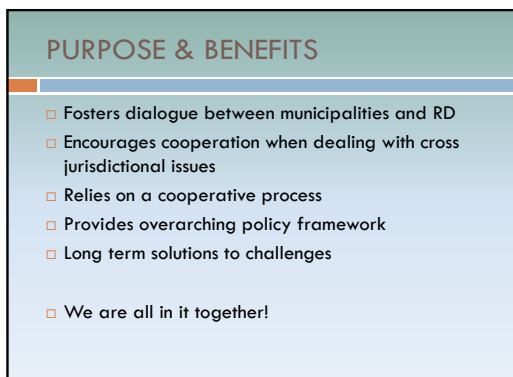 PURPOSE & BENEFITS
Fosters dialogue between municipalities and RD
Encourages cooperation when dealing with cross
jurisdictional issues
Relies on a cooperative process
Provides overarching policy framework
Long term solutions to challenges
We are all in it together!